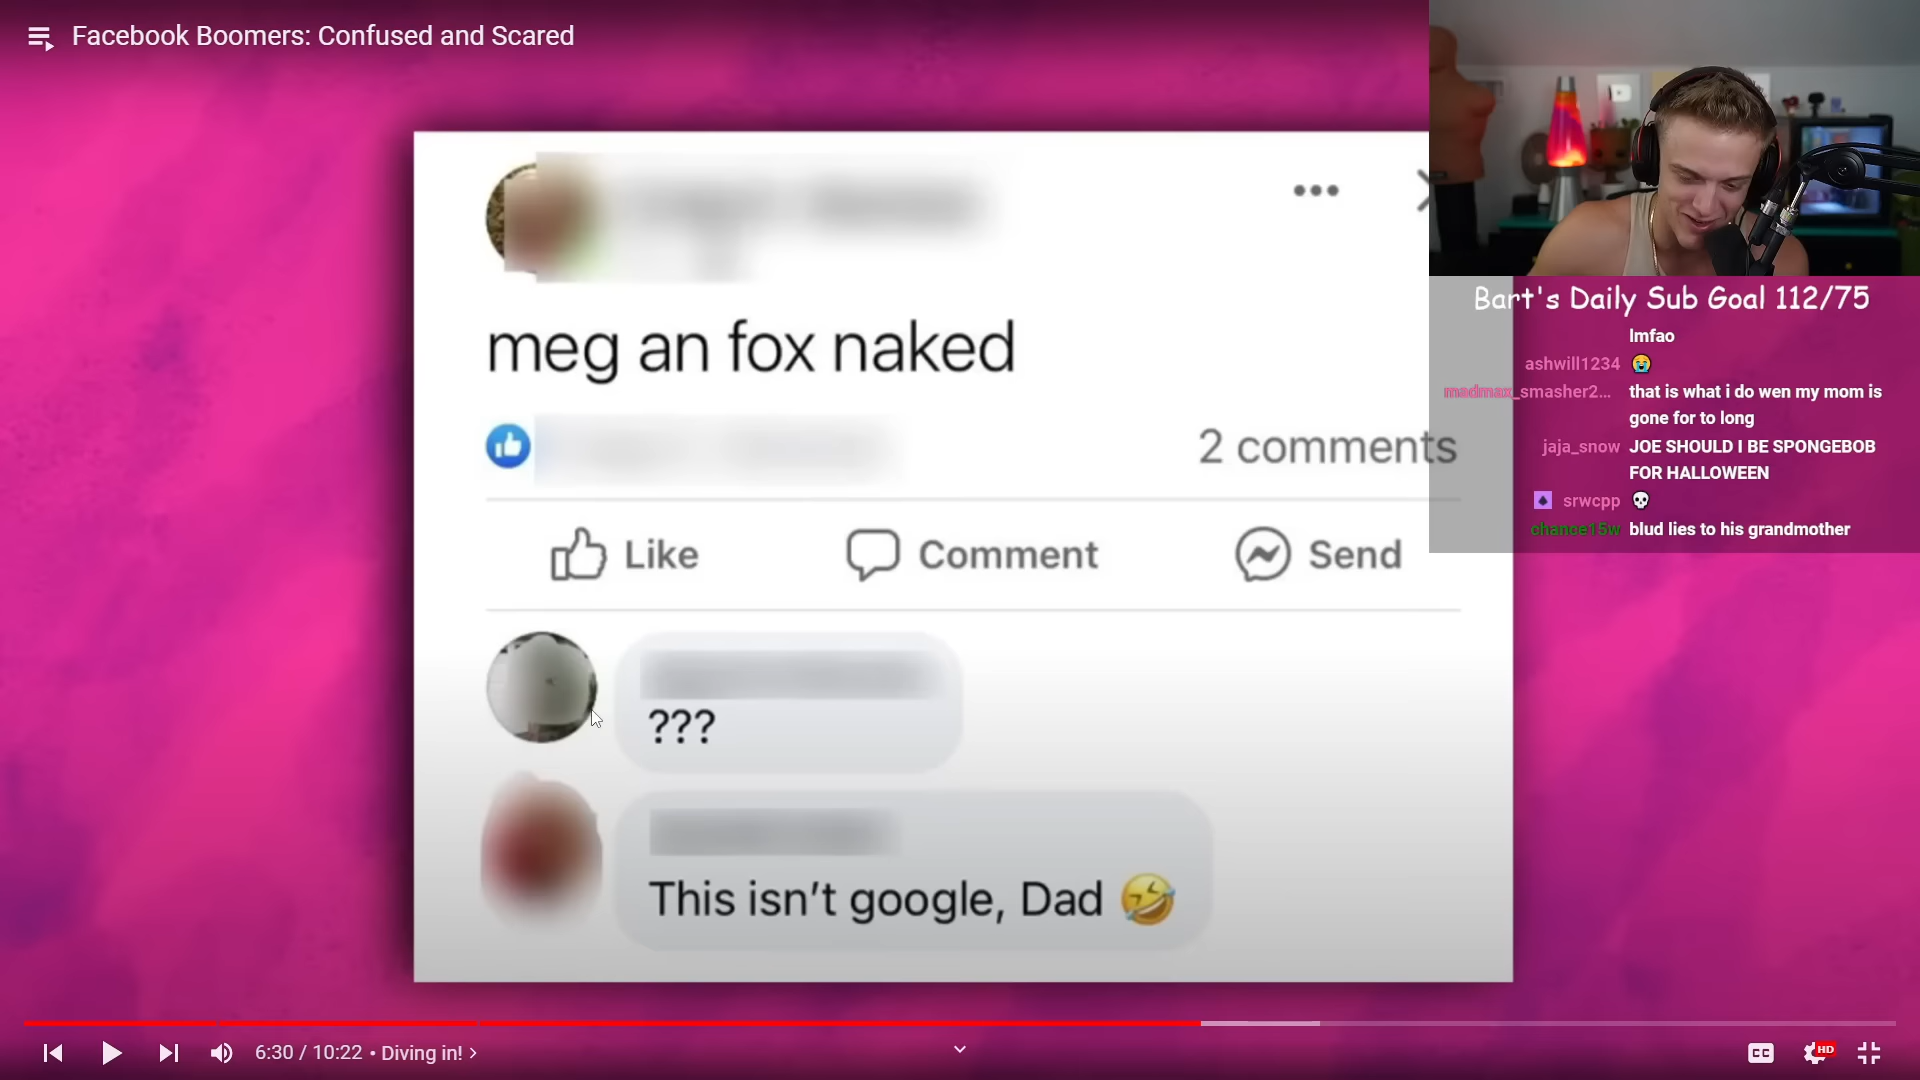 Facebook Boomers: Confused and Scared
meg an fox naked
2 comments
Like
Comment
Send
???
This isn't google, Dad 🤣
Bart's Daily Sub Goal 112/75
lmfao
ashwill1234 😭
madmax_smasher2... that is what i do wen my mom is
gone for to long
jaja_snow JOE SHOULD I BE SPONGEBOB
FOR HALLOWEEN
srwcpp 💀
chance15w blud lies to his grandmother
6:30 / 10:22 • Diving in! >
CC
HD